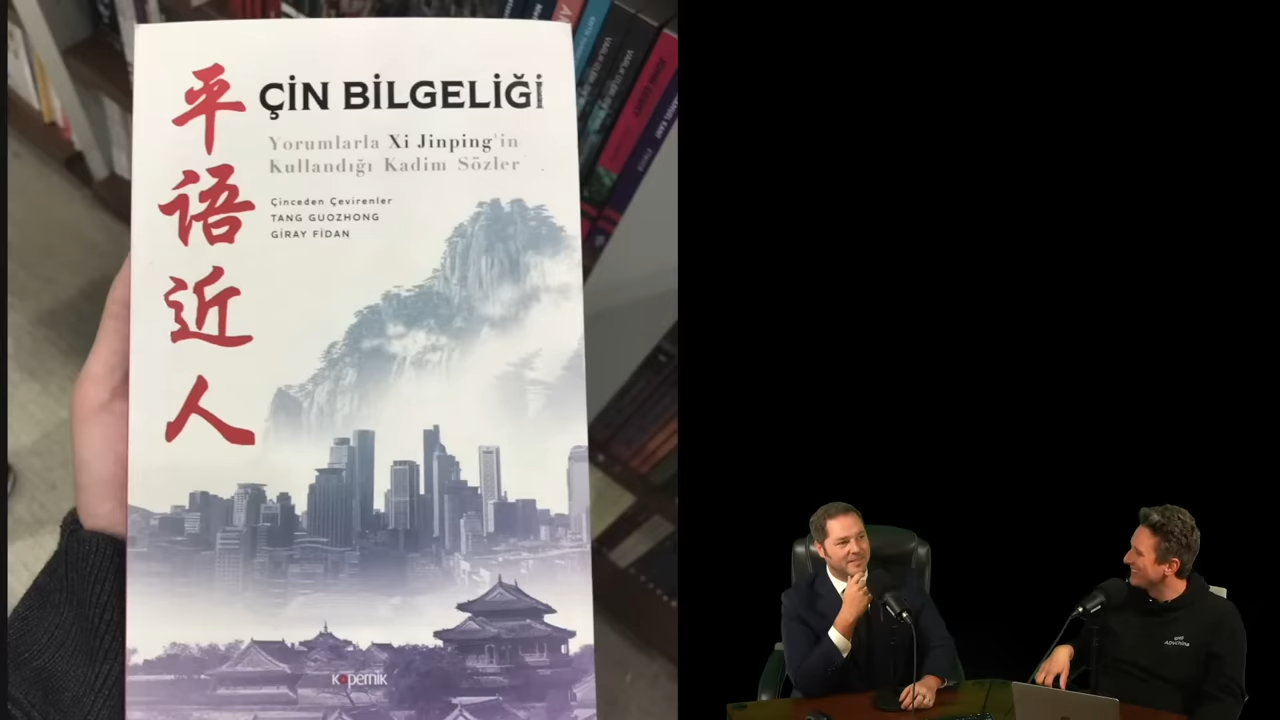 平语近人
ÇİN BİLGELİĞİ
Yorumlarla Xi Jinping'in
Kullandığı Kadim Sözler
Çinceden Çevirenler
TANG GUOZHONG
GİRAY FİDAN
kopernik